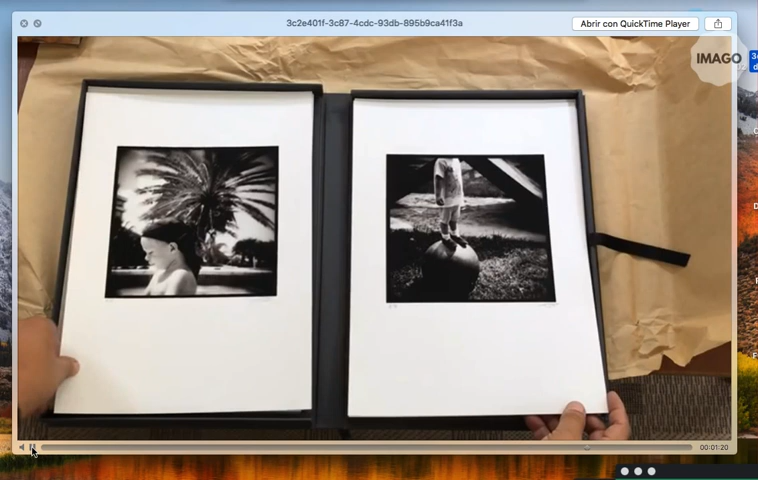 3c2e401f-3c87-4cdc-93db-895b9ca41f3a
Abrir con QuickTime Player
IMAGO
00:01:20